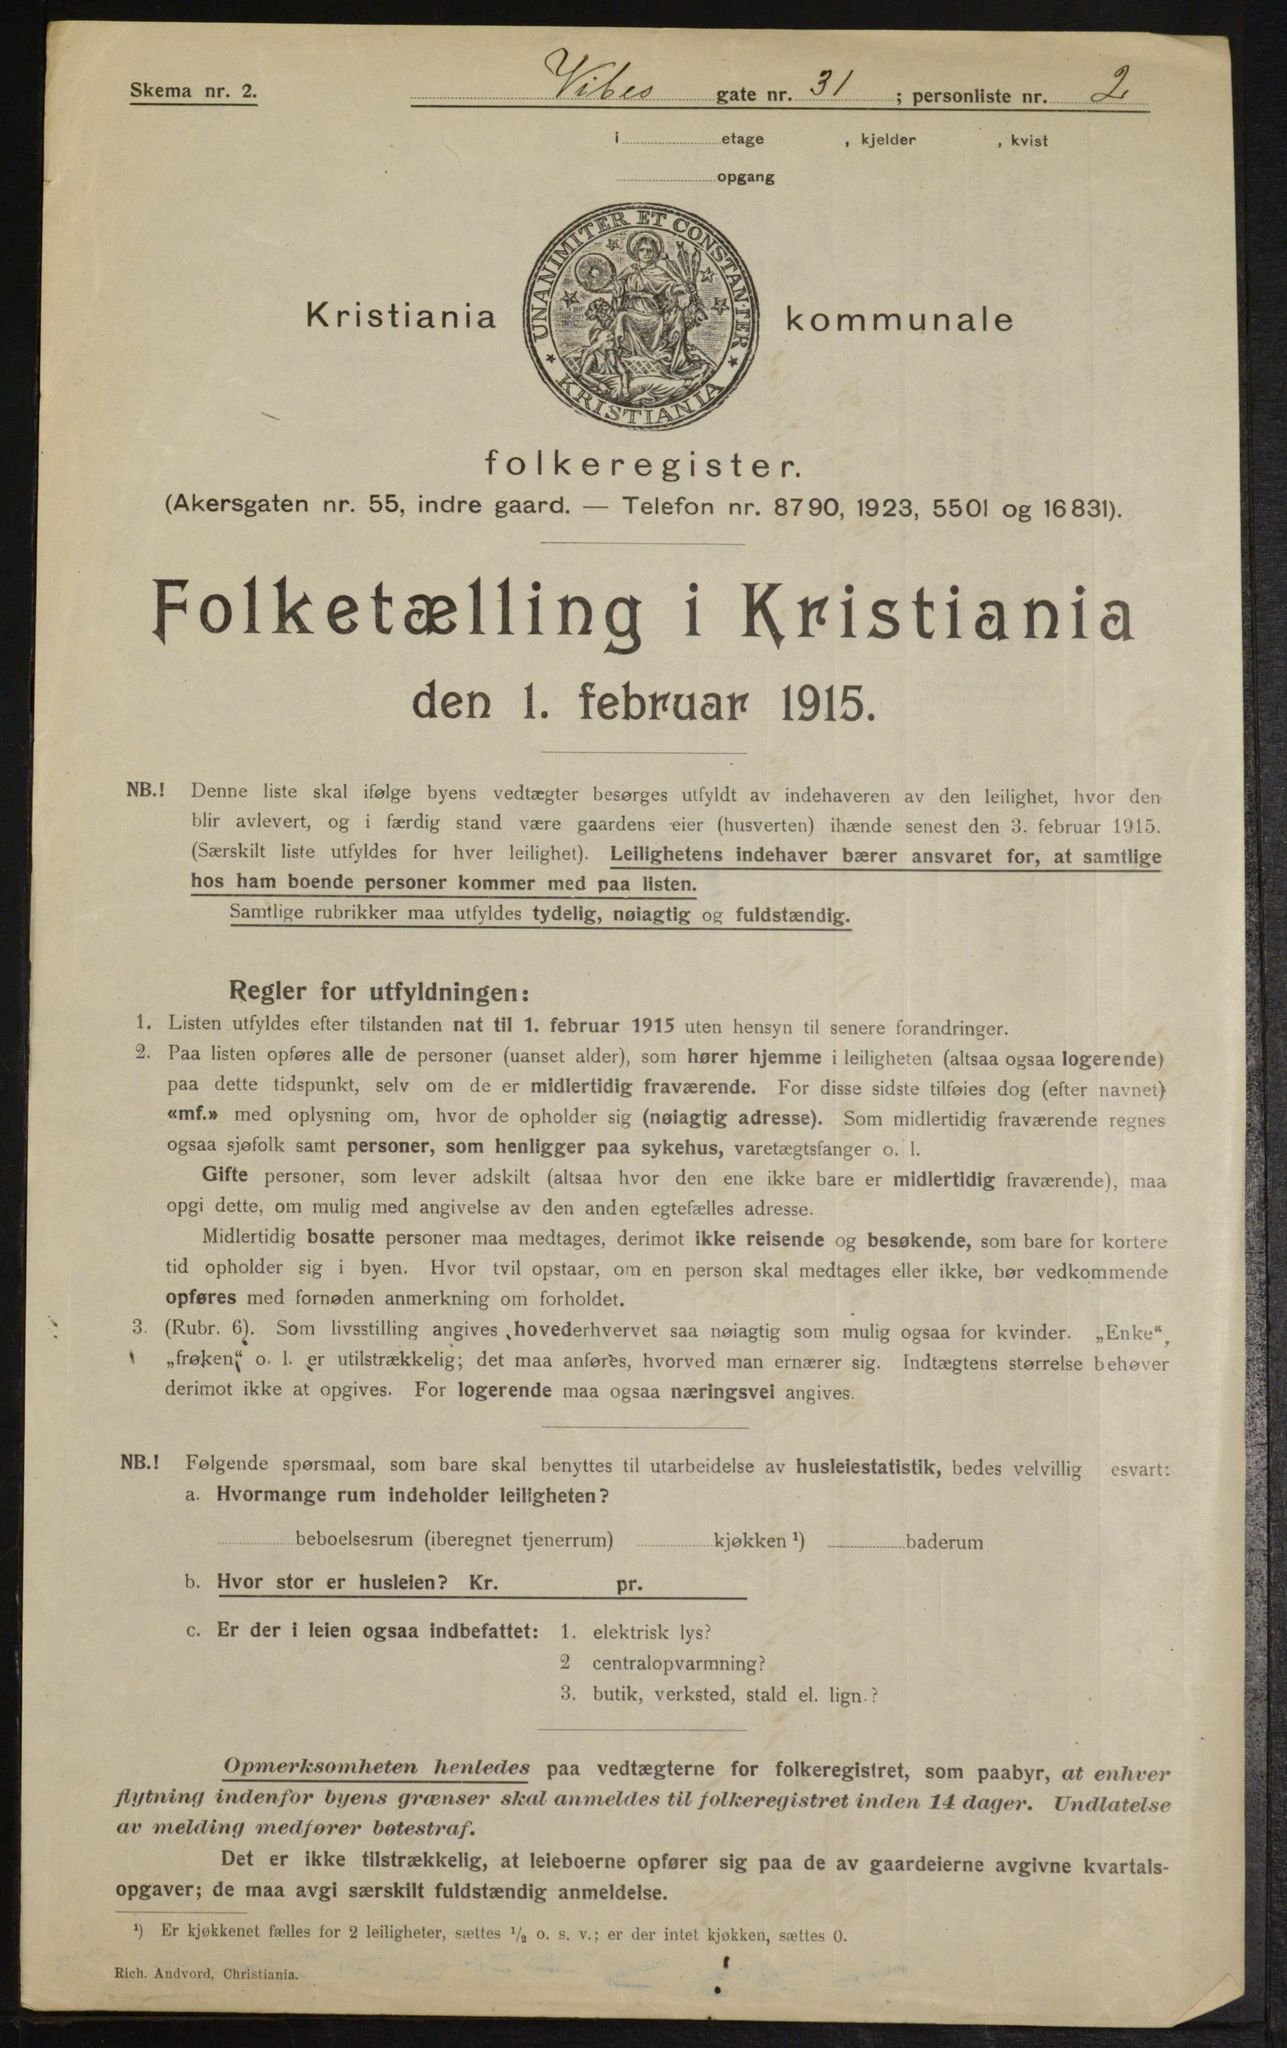 Skema nr. 2.
Vibes gate nr. 31 ; personliste nr. 2
i etage , kjelder , kvist
opgang
UNANIMITER ET CONSTANTER
KRISTIANIA
Kristiania kommunale
folkeregister.
(Akersgaten nr. 55, indre gaard. — Telefon nr. 8790, 1923, 5501 og 16831).
Folketælling i Kristiania
den 1. februar 1915.
NB.! Denne liste skal ifølge byens vedtægter besørges utfyldt av indehaveren av den leilighet, hvor den
blir avlevert, og i færdig stand være gaardens eier (husverten) ihænde senest den 3. februar 1915.
(Særskilt liste utfyldes for hver leilighet). Leilighetens indehaver bærer ansvaret for, at samtlige
hos ham boende personer kommer med paa listen.
Samtlige rubrikker maa utfyldes tydelig, nøiagtig og fuldstændig.
Regler for utfyldningen:
1. Listen utfyldes efter tilstanden nat til 1. februar 1915 uten hensyn til senere forandringer.
2. Paa listen opføres alle de personer (uanset alder), som hører hjemme i leiligheten (altsaa ogsaa logerende)
paa dette tidspunkt, selv om de er midlertidig fraværende. For disse sidste tilføies dog (efter navnet)
«mf.» med oplysning om, hvor de opholder sig (nøiagtig adresse). Som midlertidig fraværende regnes
ogsaa sjøfolk samt personer, som henligger paa sykehus, varetægtsfanger o. l.
Gifte personer, som lever adskilt (altsaa hvor den ene ikke bare er midlertidig fraværende), maa
opgi dette, om mulig med angivelse av den anden egtefælles adresse.
Midlertidig bosatte personer maa medtages, derimot ikke reisende og besøkende, som bare for kortere
tid opholder sig i byen. Hvor tvil opstaar, om en person skal medtages eller ikke, bør vedkommende
opføres med fornøden anmerkning om forholdet.
3. (Rubr. 6). Som livsstilling angives hovederhvervet saa nøiagtig som mulig ogsaa for kvinder. „Enke“,
„frøken“ o. l. er utilstrækkelig; det maa anføres, hvorved man ernærer sig. Indtægtens størrelse behøver
derimot ikke at opgives. For logerende maa ogsaa næringsvei angives.
NB.! Følgende spørsmaal, som bare skal benyttes til utarbeidelse av husleiestatistik, bedes velvillig esvart:
a. Hvormange rum indeholder leiligheten?
beboelsesrum (iberegnet tjenerrum) kjøkken ¹) baderum
b. Hvor stor er husleien? Kr. pr.
c. Er der i leien ogsaa indbefattet: 1. elektrisk lys?
2 centralopvarmning?
3. butik, verksted, stald el. lign.?
Opmerksomheten henledes paa vedtægterne for folkeregistret, som paabyr, at enhver
flytning indenfor byens grænser skal anmeldes til folkeregistret inden 14 dager. Undlatelse
av melding medfører bøtestraf.
Det er ikke tilstrækkelig, at leieboerne opfører sig paa de av gaardeierne avgivne kvartals-
opgaver; de maa avgi særskilt fuldstændig anmeldelse.
¹) Er kjøkkenet fælles for 2 leiligheter, sættes ½ o. s. v.; er der intet kjøkken, sættes 0.
Rich. Andvord, Christiania.